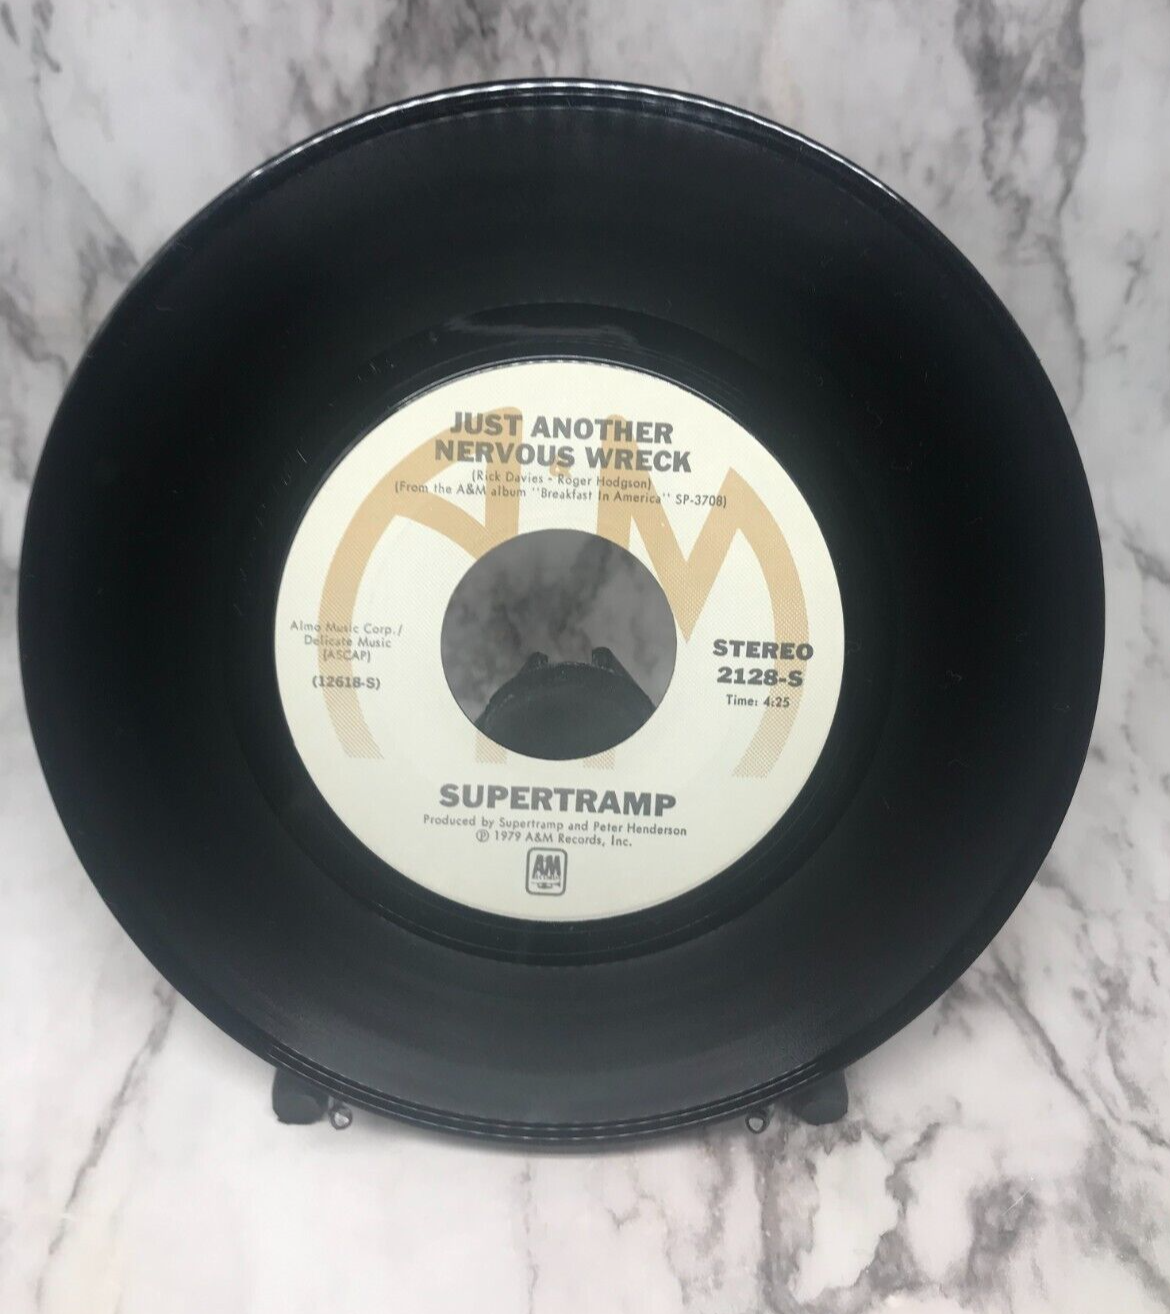 JUST ANOTHER
NERVOUS WRECK
(Rick Davies - Roger Hodgson)
(From the A&M album "Breakfast In America" SP-3708)
Almo Music Corp./
Delicate Music
(ASCAP)
(12618-S)
STEREO
2128-S
Time: 4:25
SUPERTRAMP
Produced by Supertramp and Peter Henderson
℗ 1979 A&M Records, Inc.
A&M
RECORDS